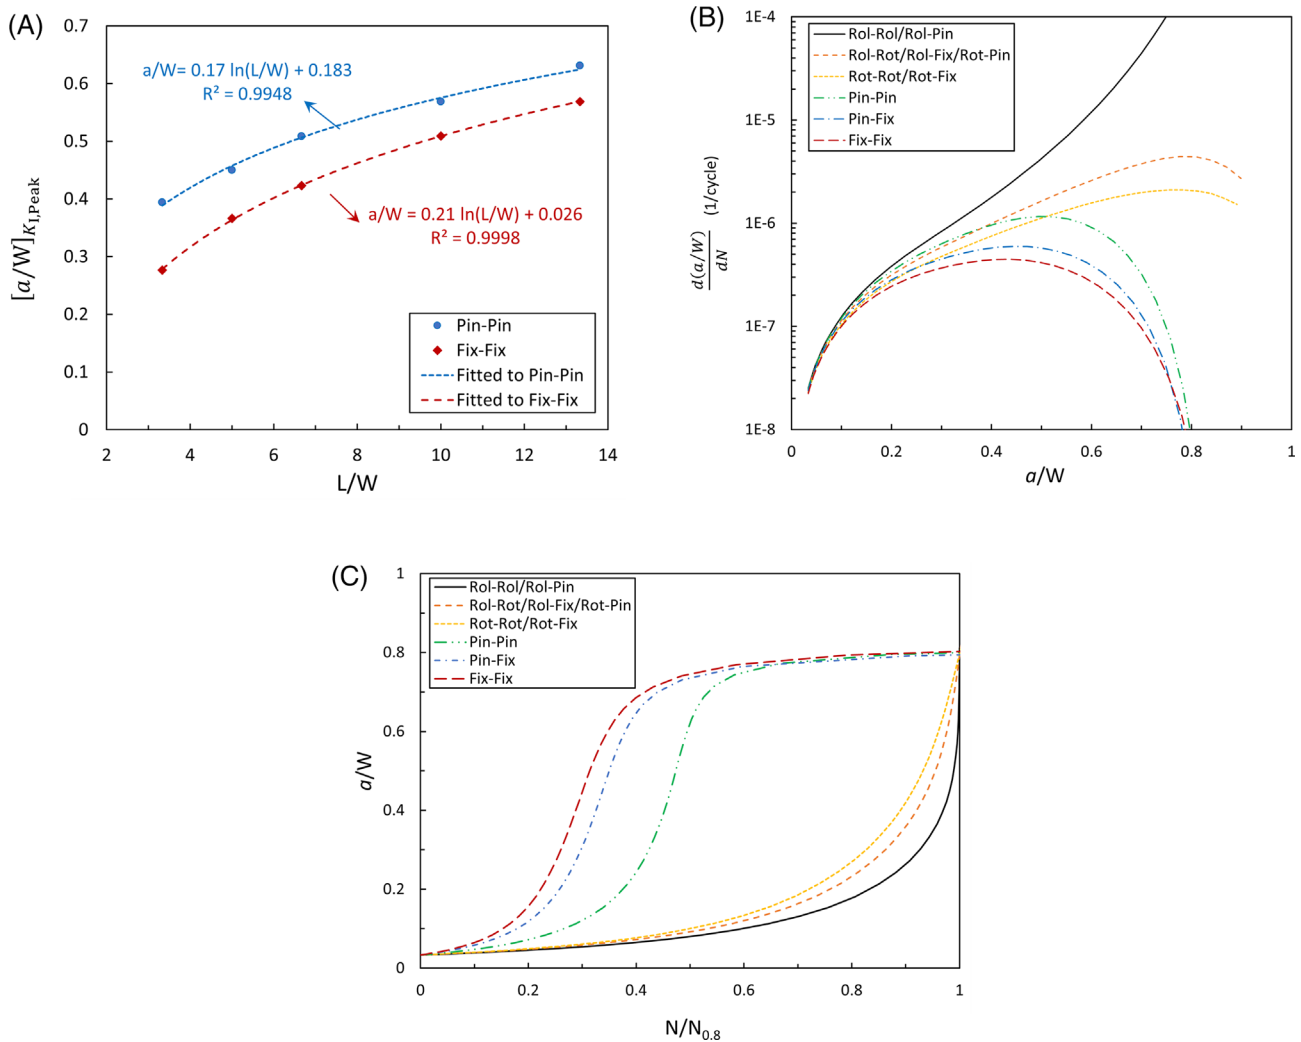 (A)
0.7
0.6
0.5
0.4
0.3
0.2
0.1
0
[a/W]K_I,Peak
a/W= 0.17 ln(L/W) + 0.183
R² = 0.9948
a/W = 0.21 ln(L/W) + 0.026
R² = 0.9998
Pin-Pin
Fix-Fix
Fitted to Pin-Pin
Fitted to Fix-Fix
2 4 6 8 10 12 14
L/W
(B)
1E-4
1E-5
1E-6
1E-7
1E-8
d(a/W)
dN
(1/cycle)
Rol-Rol/Rol-Pin
Rol-Rot/Rol-Fix/Rot-Pin
Rot-Rot/Rot-Fix
Pin-Pin
Pin-Fix
Fix-Fix
0 0.2 0.4 0.6 0.8 1
a/W
(C)
1
0.8
0.6
0.4
0.2
0
a/W
Rol-Rol/Rol-Pin
Rol-Rot/Rol-Fix/Rot-Pin
Rot-Rot/Rot-Fix
Pin-Pin
Pin-Fix
Fix-Fix
0 0.2 0.4 0.6 0.8 1
N/N₀.₈